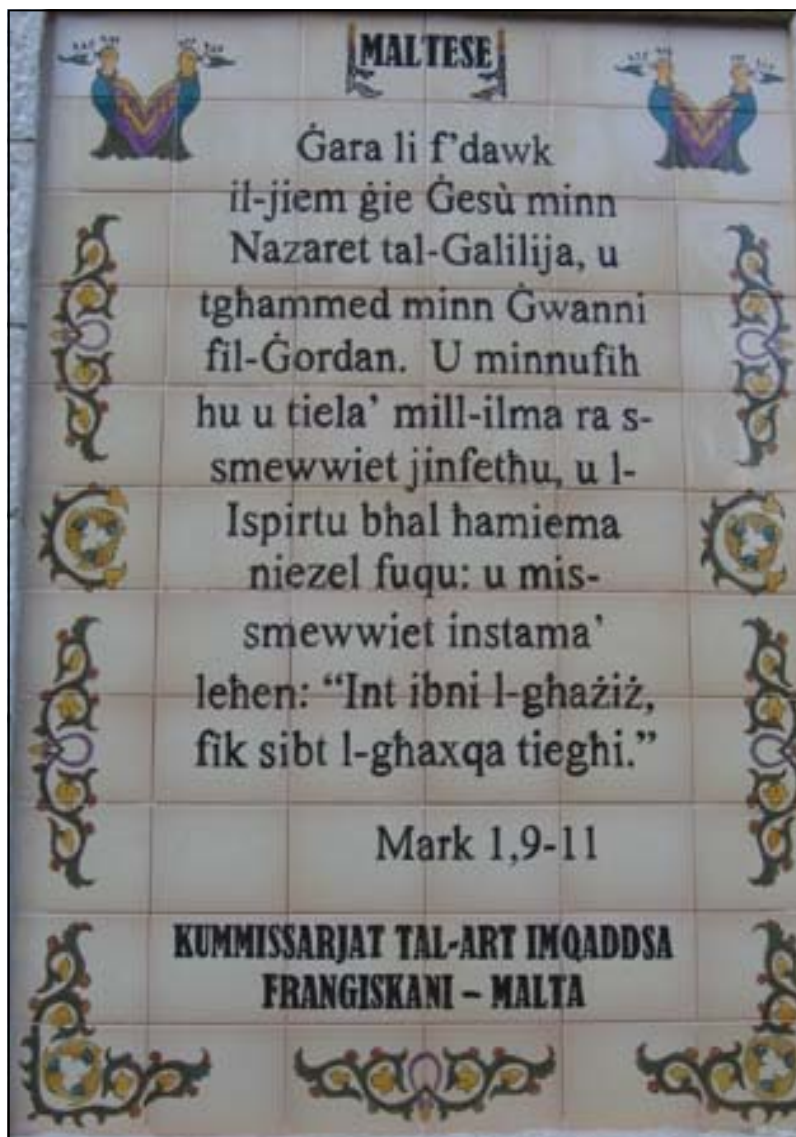 MALTESE
Ġara li f'dawk
il-jiem ġie Ġesù minn
Nazaret tal-Galilija, u
tgħammed minn Ġwanni
fil-Ġordan. U minnufih
hu u tiela' mill-ilma ra s-
smewwiet jinfetħu, u l-
Ispirtu bħal ħamiema
niezel fuqu: u mis-
smewwiet instama'
leħen: “Int ibni l-għażiż,
fik sibt l-għaxqa tiegħi.”
Mark 1,9-11
KUMMISSARJAT TAL-ART IMQADDSA
FRANGISKANI – MALTA